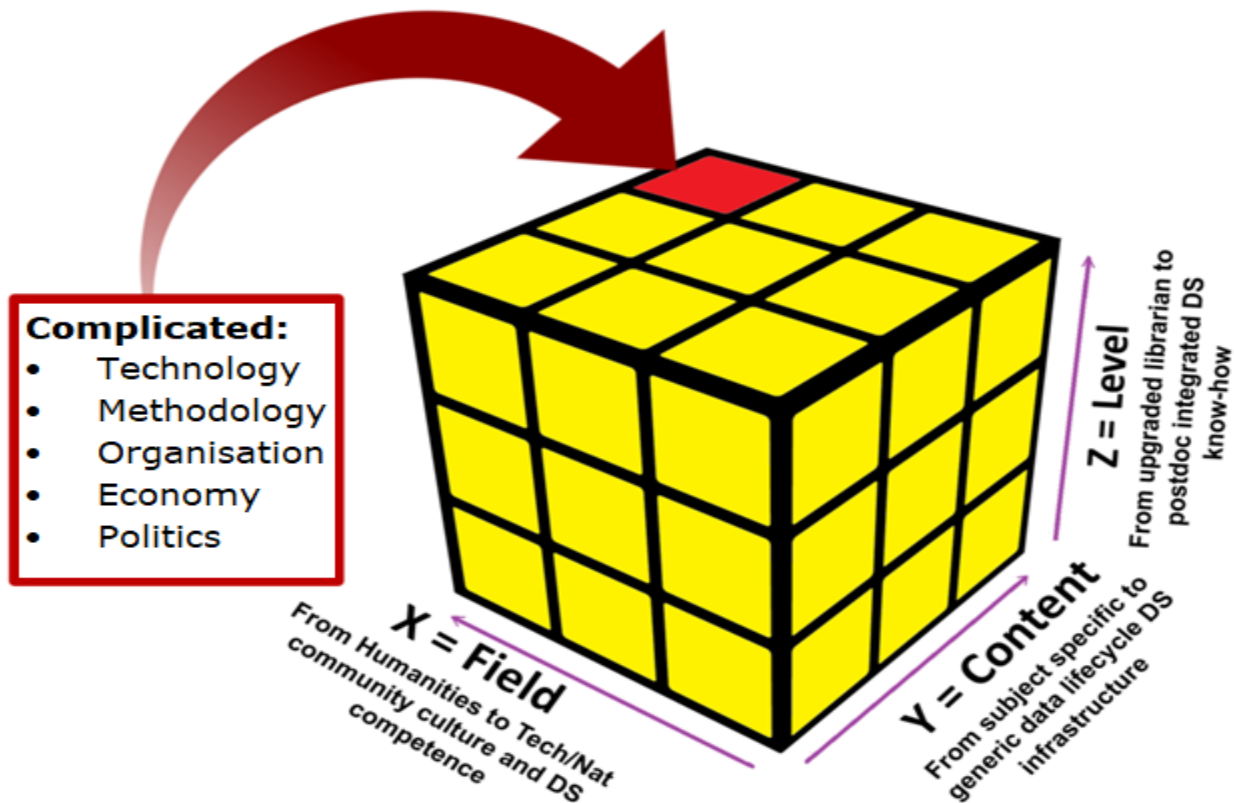 Complicated:
• Technology
• Methodology
• Organisation
• Economy
• Politics
X = Field
From Humanities to Tech/Nat
community culture and DS
competence
Y = Content
From subject specific to
generic data lifecycle DS
infrastructure
Z = Level
From upgraded librarian to
postdoc integrated DS
know-how